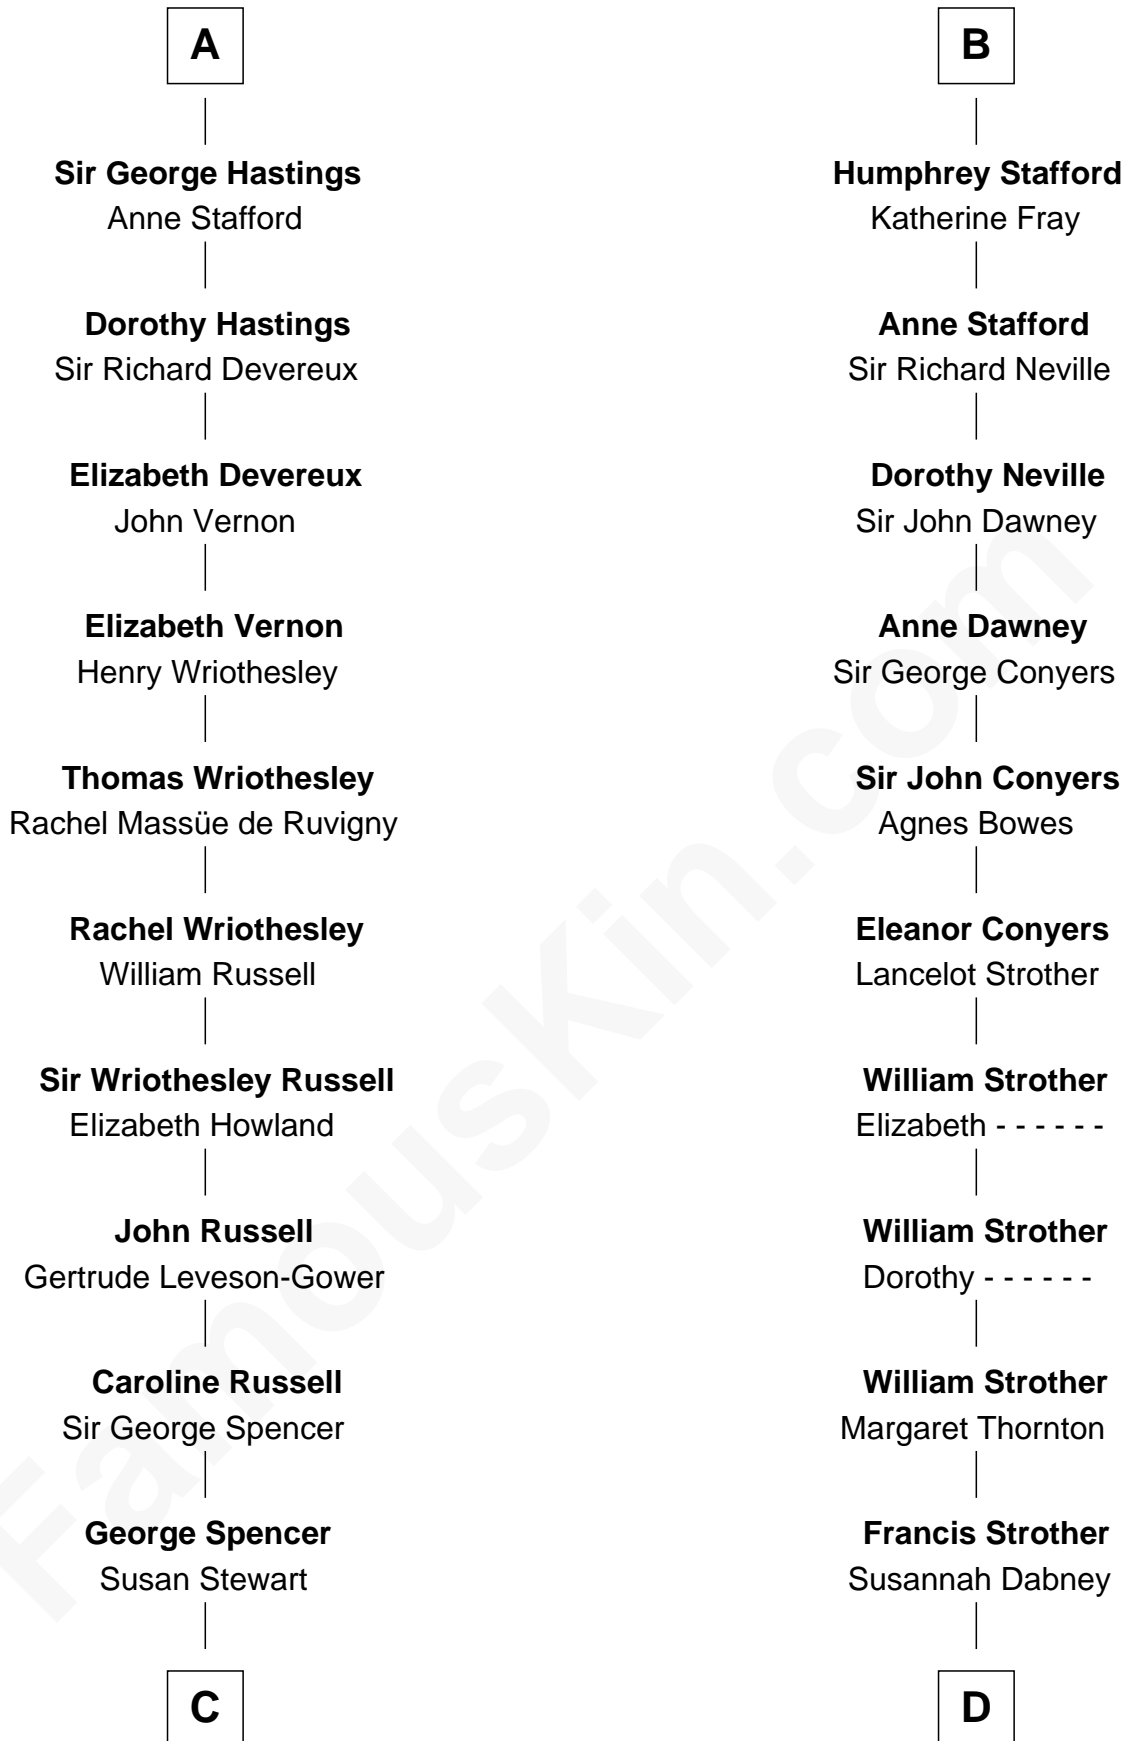 A
Sir George Hastings
Anne Stafford
Dorothy Hastings
Sir Richard Devereux
Elizabeth Devereux
John Vernon
Elizabeth Vernon
Henry Wriothesley
Thomas Wriothesley
Rachel Massüe de Ruvigny
Rachel Wriothesley
William Russell
Sir Wriothesley Russell
Elizabeth Howland
John Russell
Gertrude Leveson-Gower
Caroline Russell
Sir George Spencer
George Spencer
Susan Stewart
C
B
Humphrey Stafford
Katherine Fray
Anne Stafford
Sir Richard Neville
Dorothy Neville
Sir John Dawney
Anne Dawney
Sir George Conyers
Sir John Conyers
Agnes Bowes
Eleanor Conyers
Lancelot Strother
William Strother
Elizabeth - - - - - -
William Strother
Dorothy - - - - - -
William Strother
Margaret Thornton
Francis Strother
Susannah Dabney
D
FamousKin.com